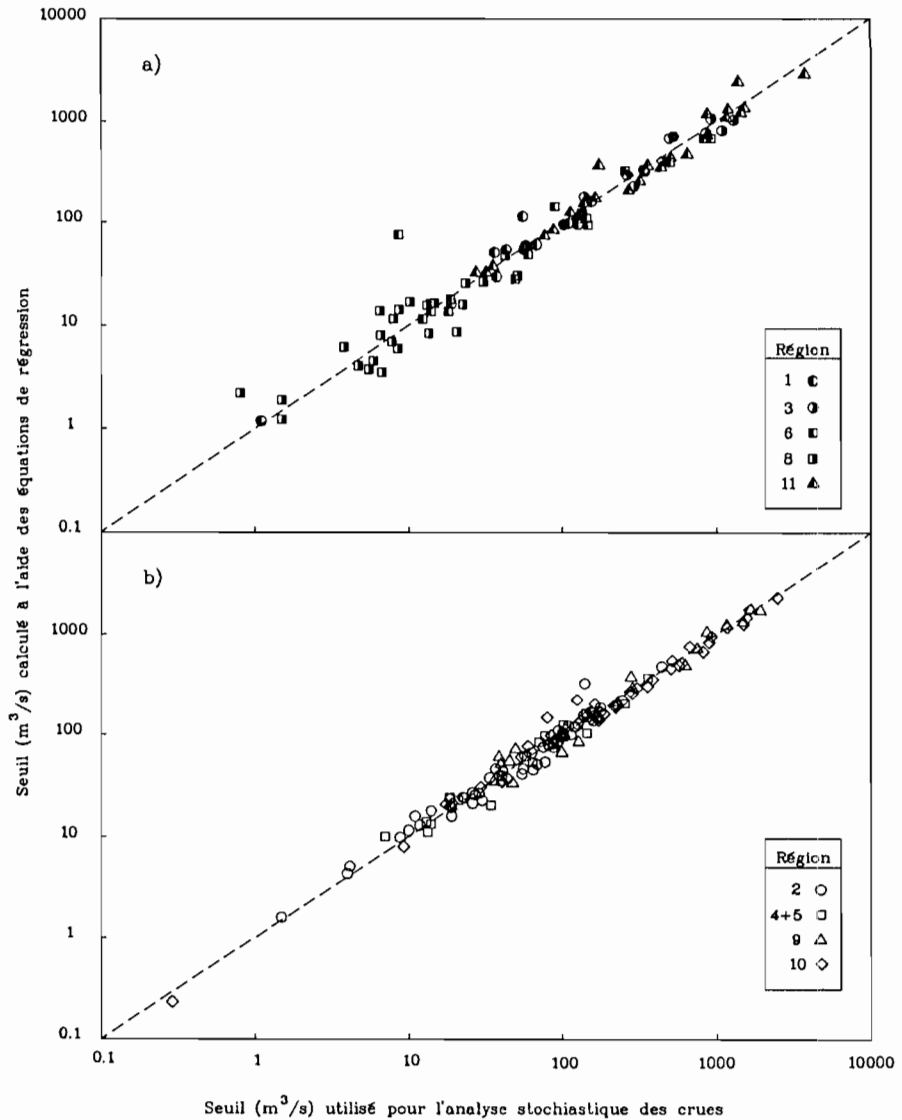 10000
a)
1000
100
10
1
0.1
Région
1
3
6
8
11
Seuil (m³/s) calculé à l'aide des équations de régression
b)
1000
100
10
1
0.1
Région
2
4+5
9
10
0.1 1 10 100 1000 10000
Seuil (m³/s) utilisé pour l'analyse stochiastique des crues